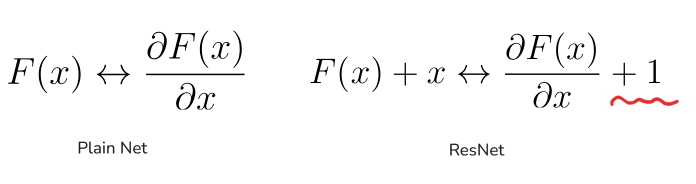 F(x) ↔ ∂F(x)/∂x
F(x) + x ↔ ∂F(x)/∂x + 1
Plain Net
ResNet